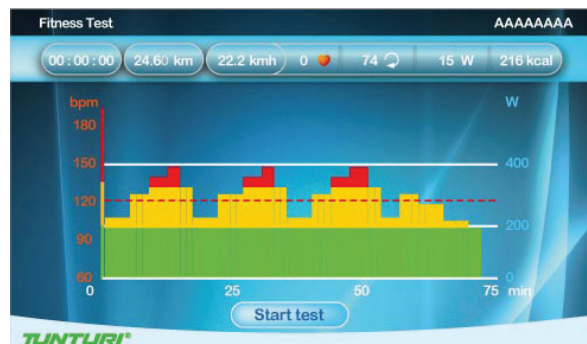 Fitness Test AAAAAAAA
00 : 00 : 00 24.60 km 22.2 kmh 0 74 15 W 216 kcal
bpm W
180
150 400
120
90 200
60 0
0 25 50 75 min
Start test
TUNTURI®